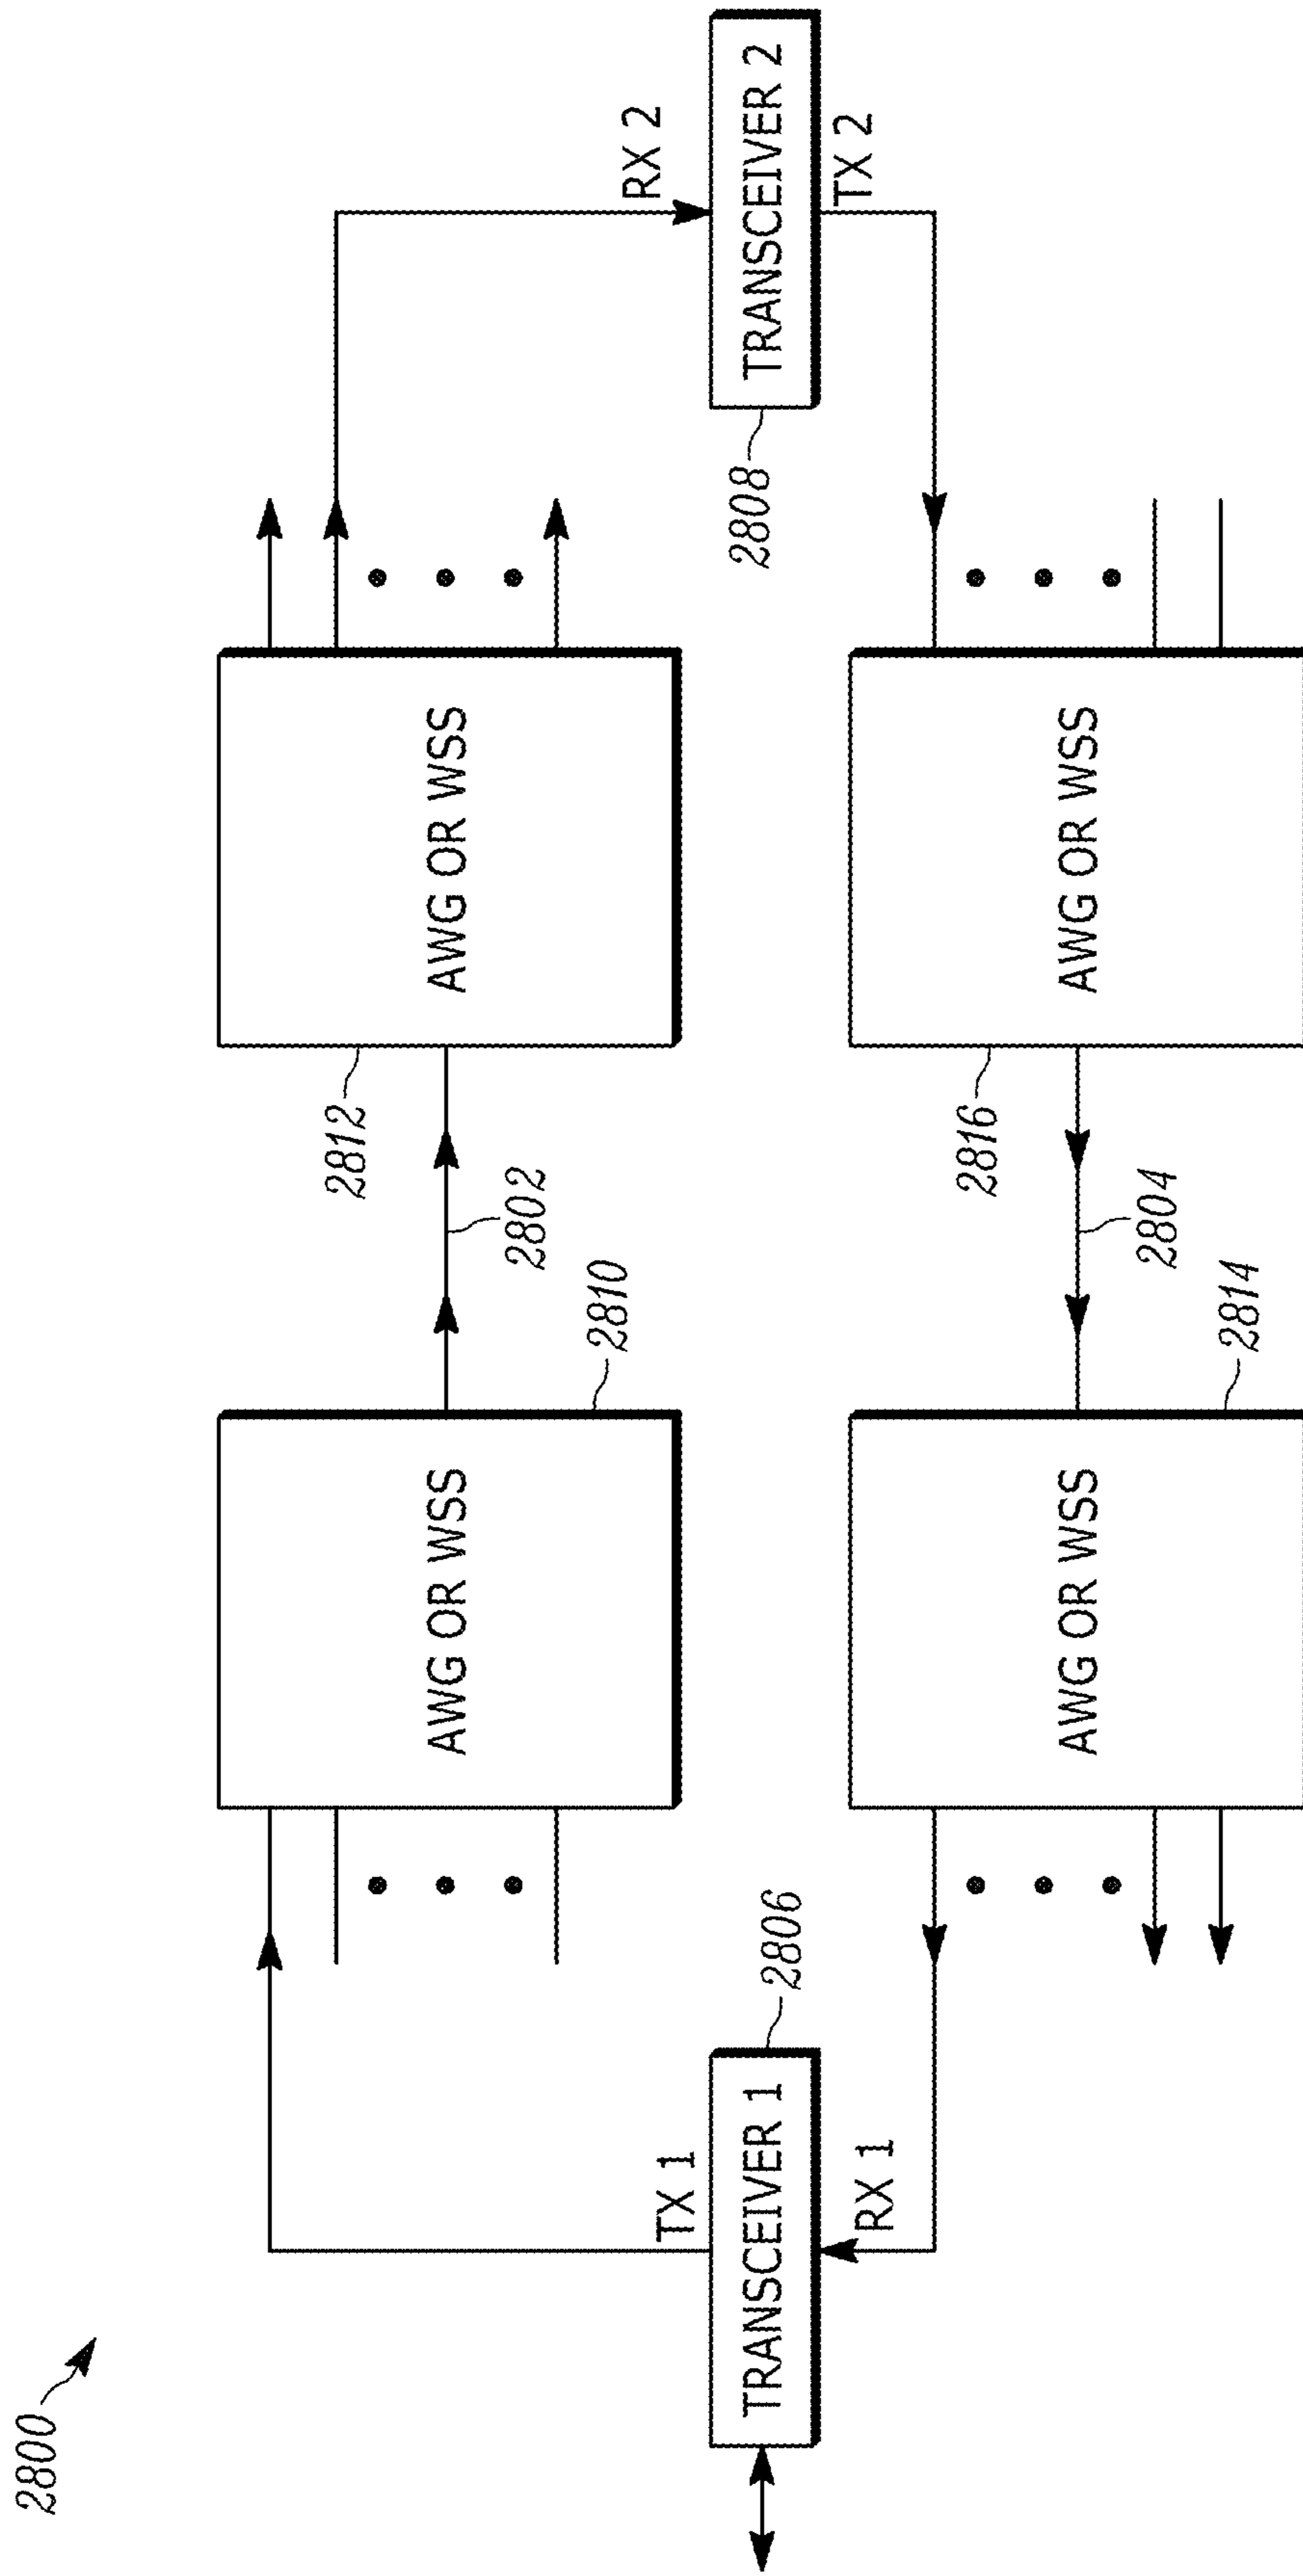 2800
TX 1
TRANSCEIVER 1
2806
RX 1
AWG OR WSS
2810
2802
AWG OR WSS
2812
RX 2
TRANSCEIVER 2
2808
TX 2
AWG OR WSS
2814
2804
AWG OR WSS
2816